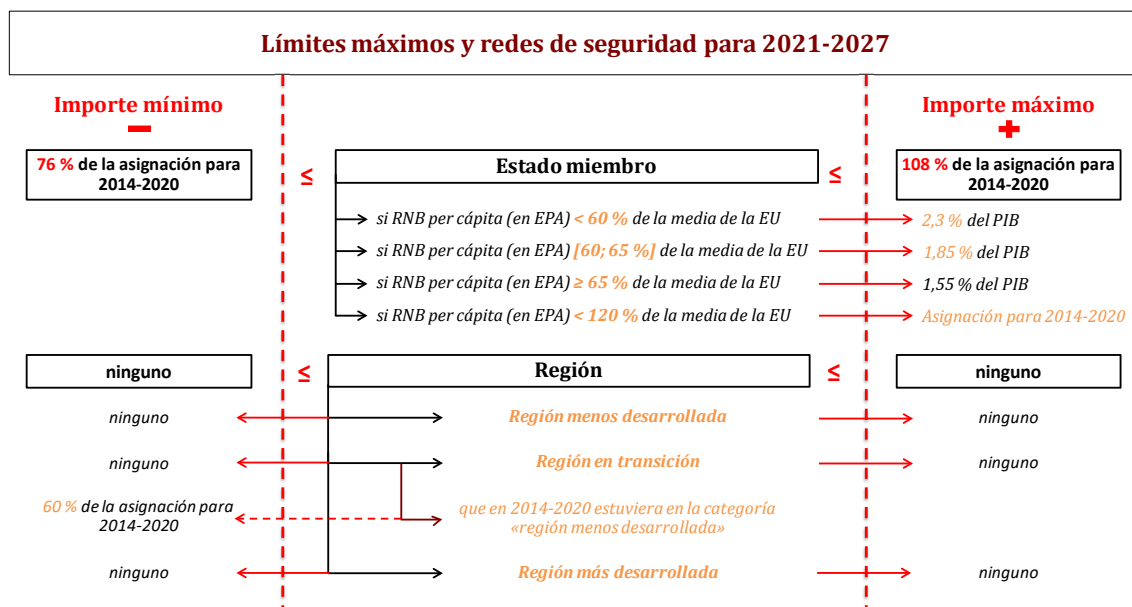 Límites máximos y redes de seguridad para 2021-2027
Importe mínimo
Importe máximo
76 % de la asignación para
2014-2020
≤
Estado miembro
≤
108 % de la asignación para
2014-2020
si RNB per cápita (en EPA) < 60 % de la media de la EU
2,3 % del PIB
si RNB per cápita (en EPA) [60; 65 %] de la media de la EU
1,85 % del PIB
si RNB per cápita (en EPA) ≥ 65 % de la media de la EU
1,55 % del PIB
si RNB per cápita (en EPA) < 120 % de la media de la EU
Asignación para 2014-2020
ninguno
≤
Región
≤
ninguno
ninguno
Región menos desarrollada
ninguno
ninguno
Región en transición
ninguno
60 % de la asignación para
2014-2020
que en 2014-2020 estuviera en la categoría
«región menos desarrollada»
ninguno
Región más desarrollada
ninguno